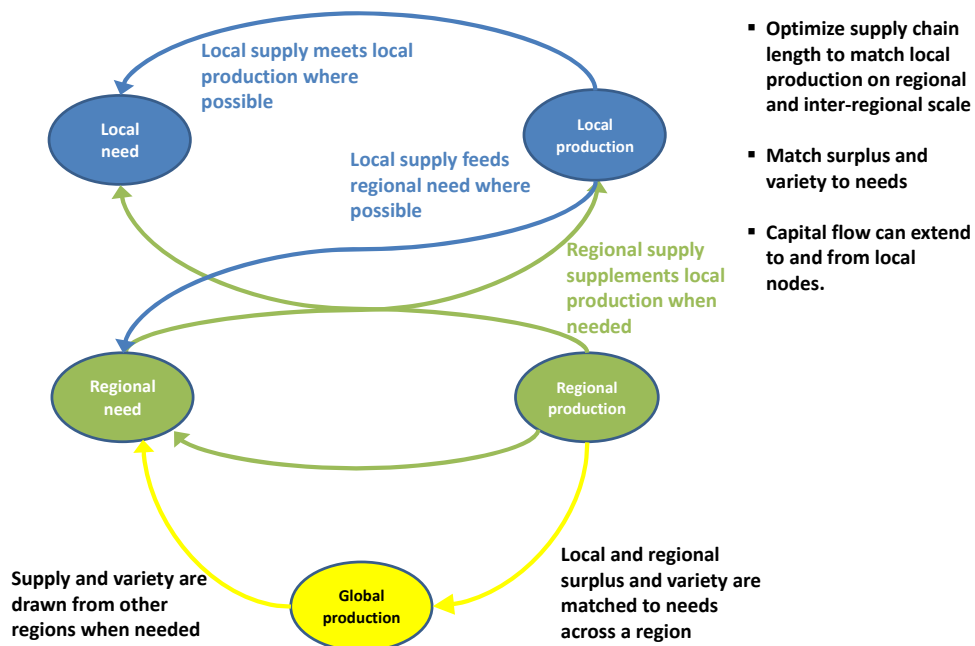 Local supply meets local
production where
possible
Local
need
Local
production
Local supply feeds
regional need where
possible
Regional supply
supplements local
production when
needed
Regional
need
Regional
production
Supply and variety are
drawn from other
regions when needed
Global
production
Local and regional
surplus and variety are
matched to needs
across a region
▪ Optimize supply chain
length to match local
production on regional
and inter-regional scale
▪ Match surplus and
variety to needs
▪ Capital flow can extend
to and from local
nodes.